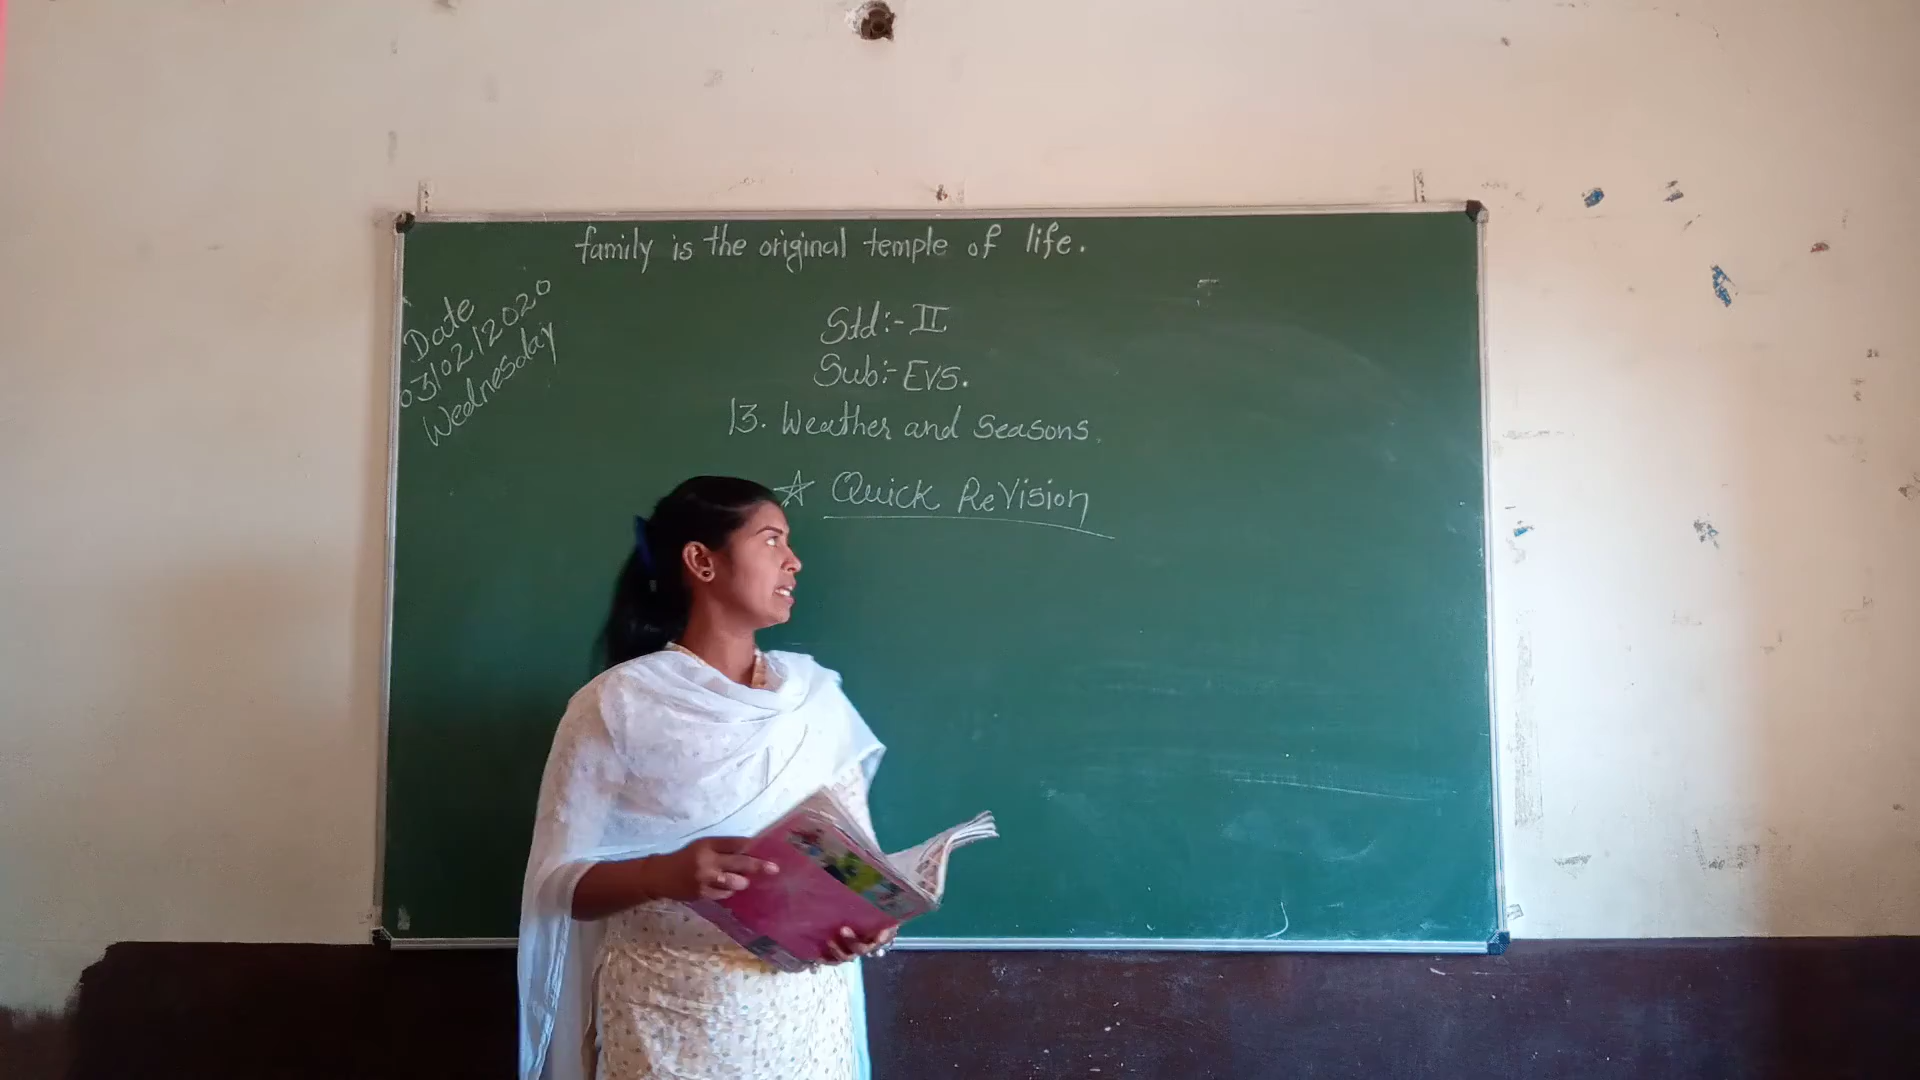 family is the original temple of life.
Date
03/02/2020
Wednesday
Std:- II
Sub:- EVS.
13. Weather and Seasons.
☆ Quick ReVision